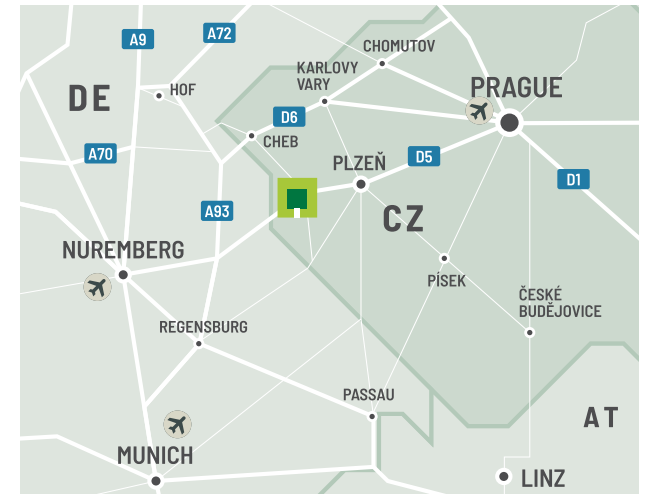 A9
A72
CHOMUTOV
KARLOVY
VARY
DE
HOF
PRAGUE
D6
CHEB
A70
PLZEŇ
D5
D1
A93
CZ
NUREMBERG
PÍSEK
ČESKÉ
BUDĚJOVICE
REGENSBURG
PASSAU
AT
MUNICH
LINZ